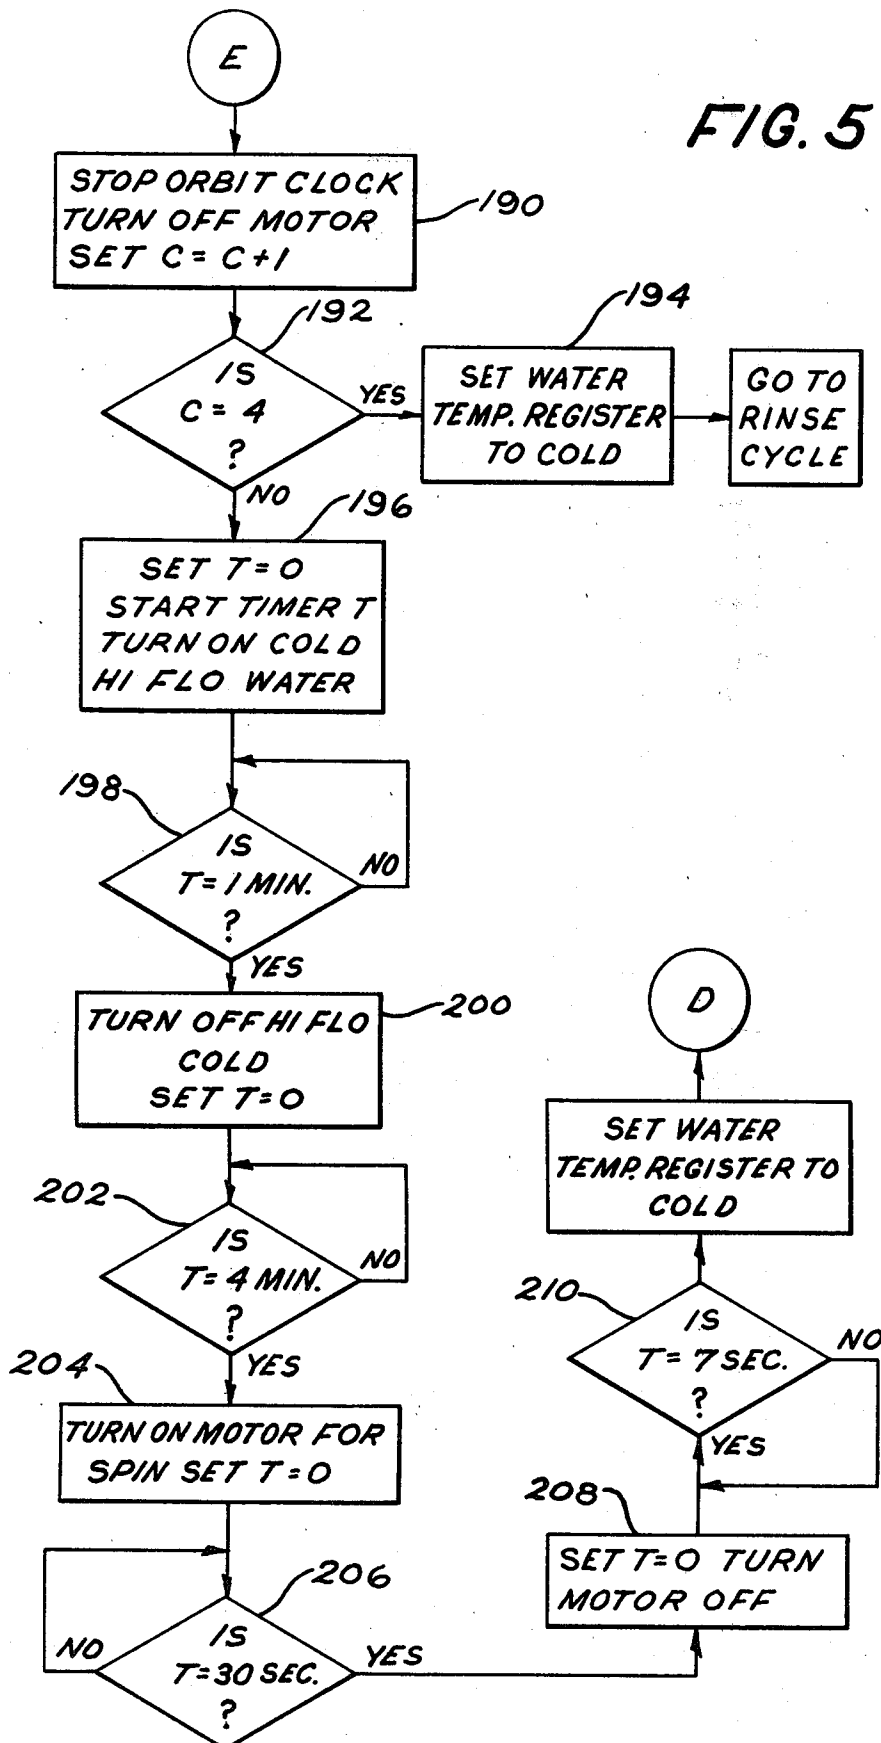 E
FIG. 5
STOP ORBIT CLOCK
TURN OFF MOTOR
SET C = C+1
190
192
IS
C = 4
?
YES
NO
194
SET WATER
TEMP. REGISTER
TO COLD
GO TO
RINSE
CYCLE
196
SET T=0
START TIMER T
TURN ON COLD
HI FLO WATER
198
IS
T=1 MIN.
?
NO
YES
TURN OFF HI FLO
COLD
SET T=0
200
202
IS
T=4 MIN.
?
NO
YES
204
TURN ON MOTOR FOR
SPIN SET T=0
206
IS
T=30 SEC.
?
NO
YES
208
SET T=0 TURN
MOTOR OFF
210
IS
T= 7 SEC.
?
NO
YES
SET WATER
TEMP. REGISTER TO
COLD
D